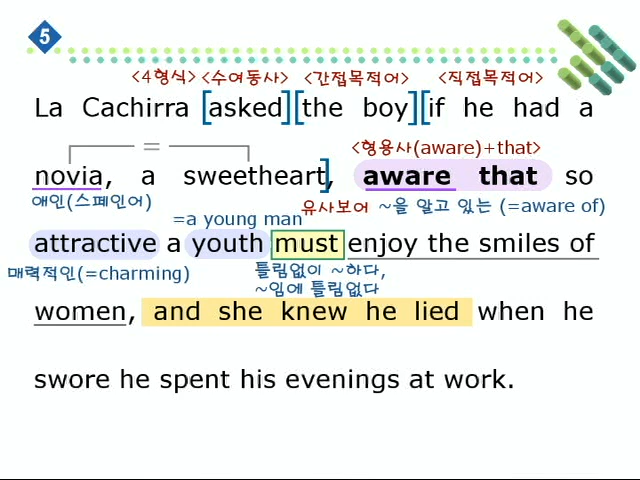 5
<4형식> <수여동사> <간접목적어> <직접목적어>
La Cachirra [asked][the boy][if he had a
= <형용사(aware)+that>
novia, a sweetheart], aware that so
애인(스페인어) =a young man 유사보어 ~을 알고 있는 (=aware of)
attractive a youth must enjoy the smiles of
매력적인(=charming) 틀림없이 ~하다,
~임에 틀림없다
women, and she knew he lied when he
swore he spent his evenings at work.